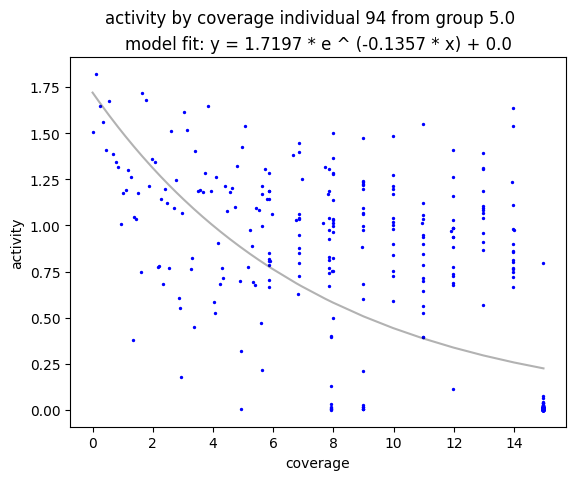 activity by coverage individual 94 from group 5.0
model fit: y = 1.7197 * e ^ (-0.1357 * x) + 0.0
1.75
1.50
1.25
1.00
0.75
0.50
0.25
0.00
activity
0 2 4 6 8 10 12 14
coverage